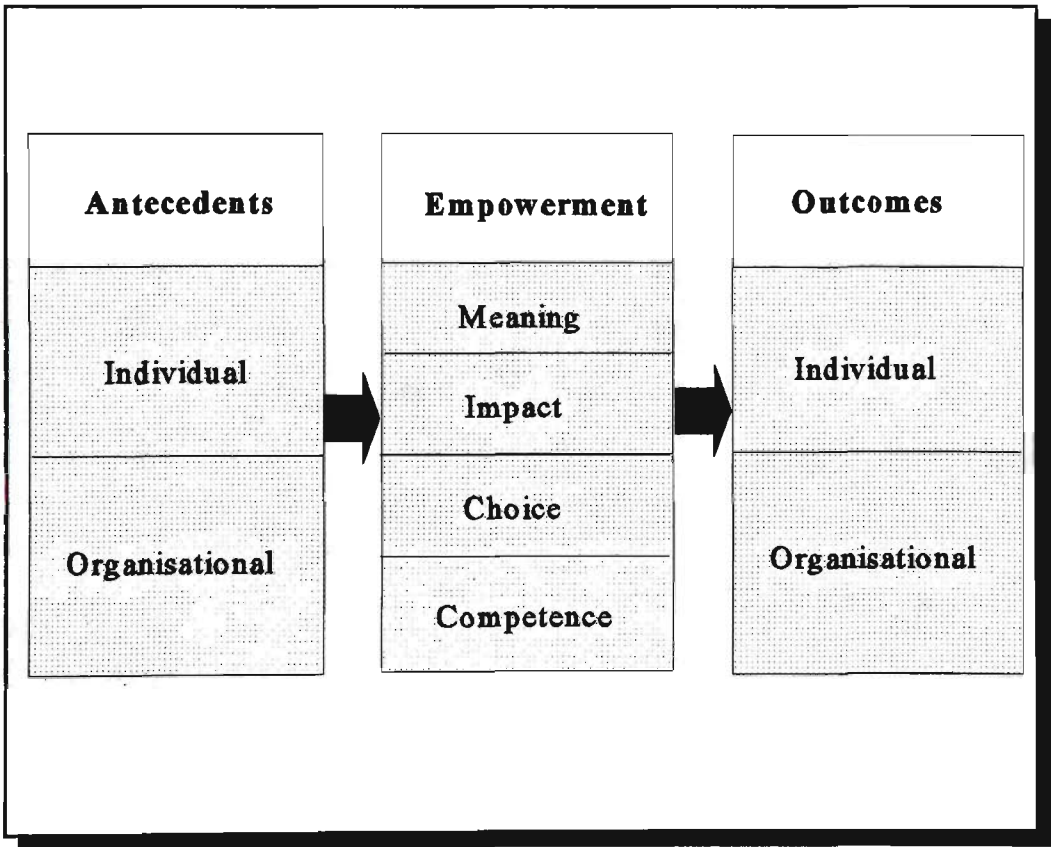 Antecedents
Individual
Organisational
Empowerment
Meaning
Impact
Choice
Competence
Outcomes
Individual
Organisational